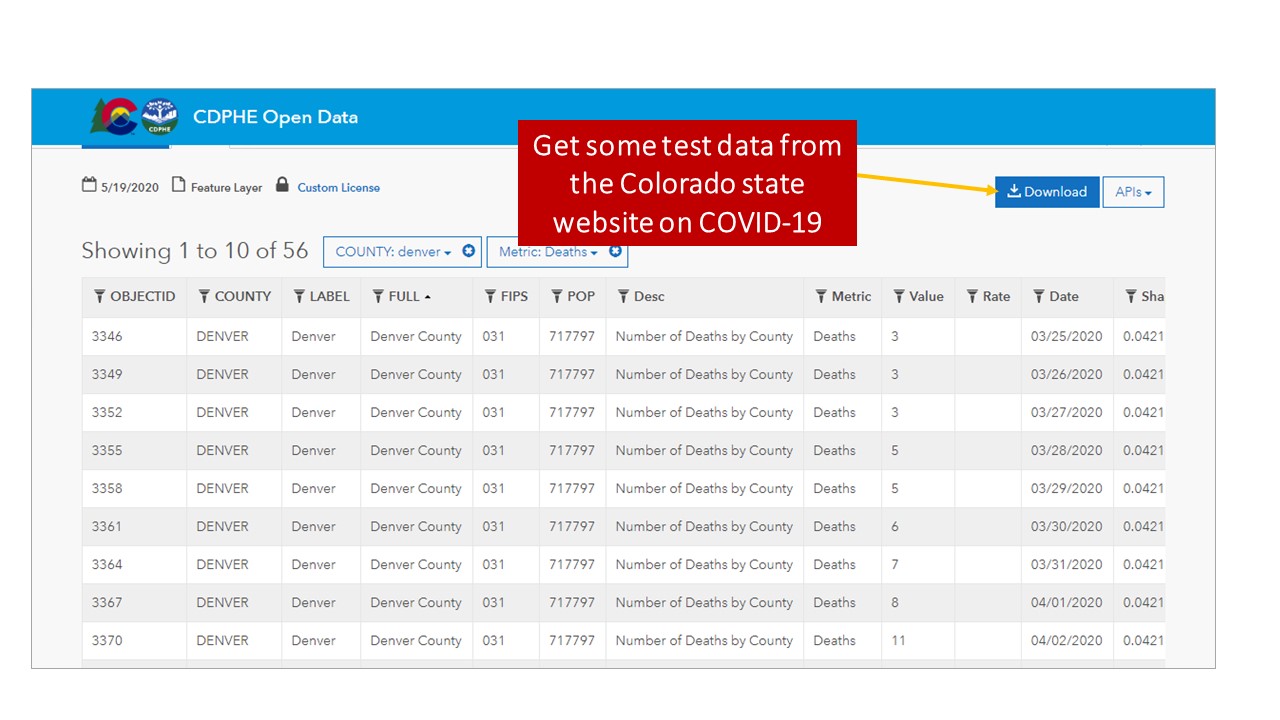 CDPHE
CDPHE Open Data
Get some test data from
the Colorado state
website on COVID-19
5/19/2020 Feature Layer Custom License
Download APIs
Showing 1 to 10 of 56 COUNTY: denver Metric: Deaths
OBJECTID COUNTY LABEL FULL FIPS POP Desc Metric Value Rate Date Sha
3346 DENVER Denver Denver County 031 717797 Number of Deaths by County Deaths 3 03/25/2020 0.0421
3349 DENVER Denver Denver County 031 717797 Number of Deaths by County Deaths 3 03/26/2020 0.0421
3352 DENVER Denver Denver County 031 717797 Number of Deaths by County Deaths 3 03/27/2020 0.0421
3355 DENVER Denver Denver County 031 717797 Number of Deaths by County Deaths 5 03/28/2020 0.0421
3358 DENVER Denver Denver County 031 717797 Number of Deaths by County Deaths 5 03/29/2020 0.0421
3361 DENVER Denver Denver County 031 717797 Number of Deaths by County Deaths 6 03/30/2020 0.0421
3364 DENVER Denver Denver County 031 717797 Number of Deaths by County Deaths 7 03/31/2020 0.0421
3367 DENVER Denver Denver County 031 717797 Number of Deaths by County Deaths 8 04/01/2020 0.0421
3370 DENVER Denver Denver County 031 717797 Number of Deaths by County Deaths 11 04/02/2020 0.0421